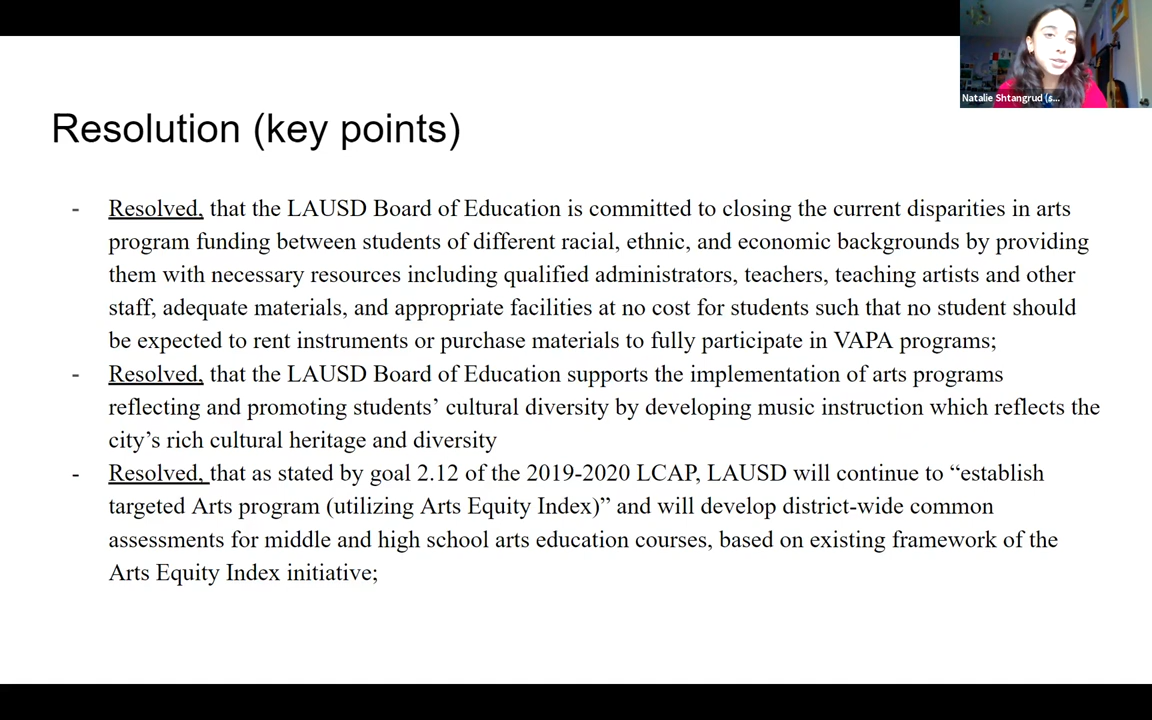 Natalie Shtangrud (s...
Resolution (key points)
- Resolved, that the LAUSD Board of Education is committed to closing the current disparities in arts
program funding between students of different racial, ethnic, and economic backgrounds by providing
them with necessary resources including qualified administrators, teachers, teaching artists and other
staff, adequate materials, and appropriate facilities at no cost for students such that no student should
be expected to rent instruments or purchase materials to fully participate in VAPA programs;
- Resolved, that the LAUSD Board of Education supports the implementation of arts programs
reflecting and promoting students’ cultural diversity by developing music instruction which reflects the
city’s rich cultural heritage and diversity
- Resolved, that as stated by goal 2.12 of the 2019-2020 LCAP, LAUSD will continue to “establish
targeted Arts program (utilizing Arts Equity Index)” and will develop district-wide common
assessments for middle and high school arts education courses, based on existing framework of the
Arts Equity Index initiative;